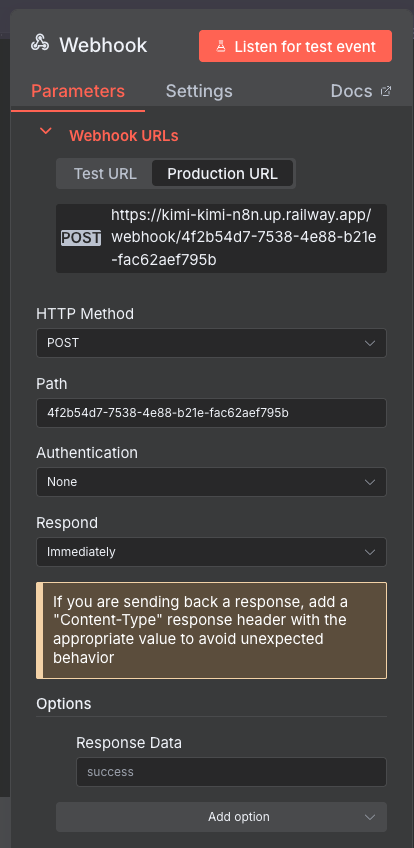 Webhook
Listen for test event
Parameters
Settings
Docs
Webhook URLs
Test URL
Production URL
POST
https://kimi-kimi-n8n.up.railway.app/
webhook/4f2b54d7-7538-4e88-b21e
-fac62aef795b
HTTP Method
POST
Path
4f2b54d7-7538-4e88-b21e-fac62aef795b
Authentication
None
Respond
Immediately
If you are sending back a response, add a
"Content-Type" response header with the
appropriate value to avoid unexpected
behavior
Options
Response Data
success
Add option